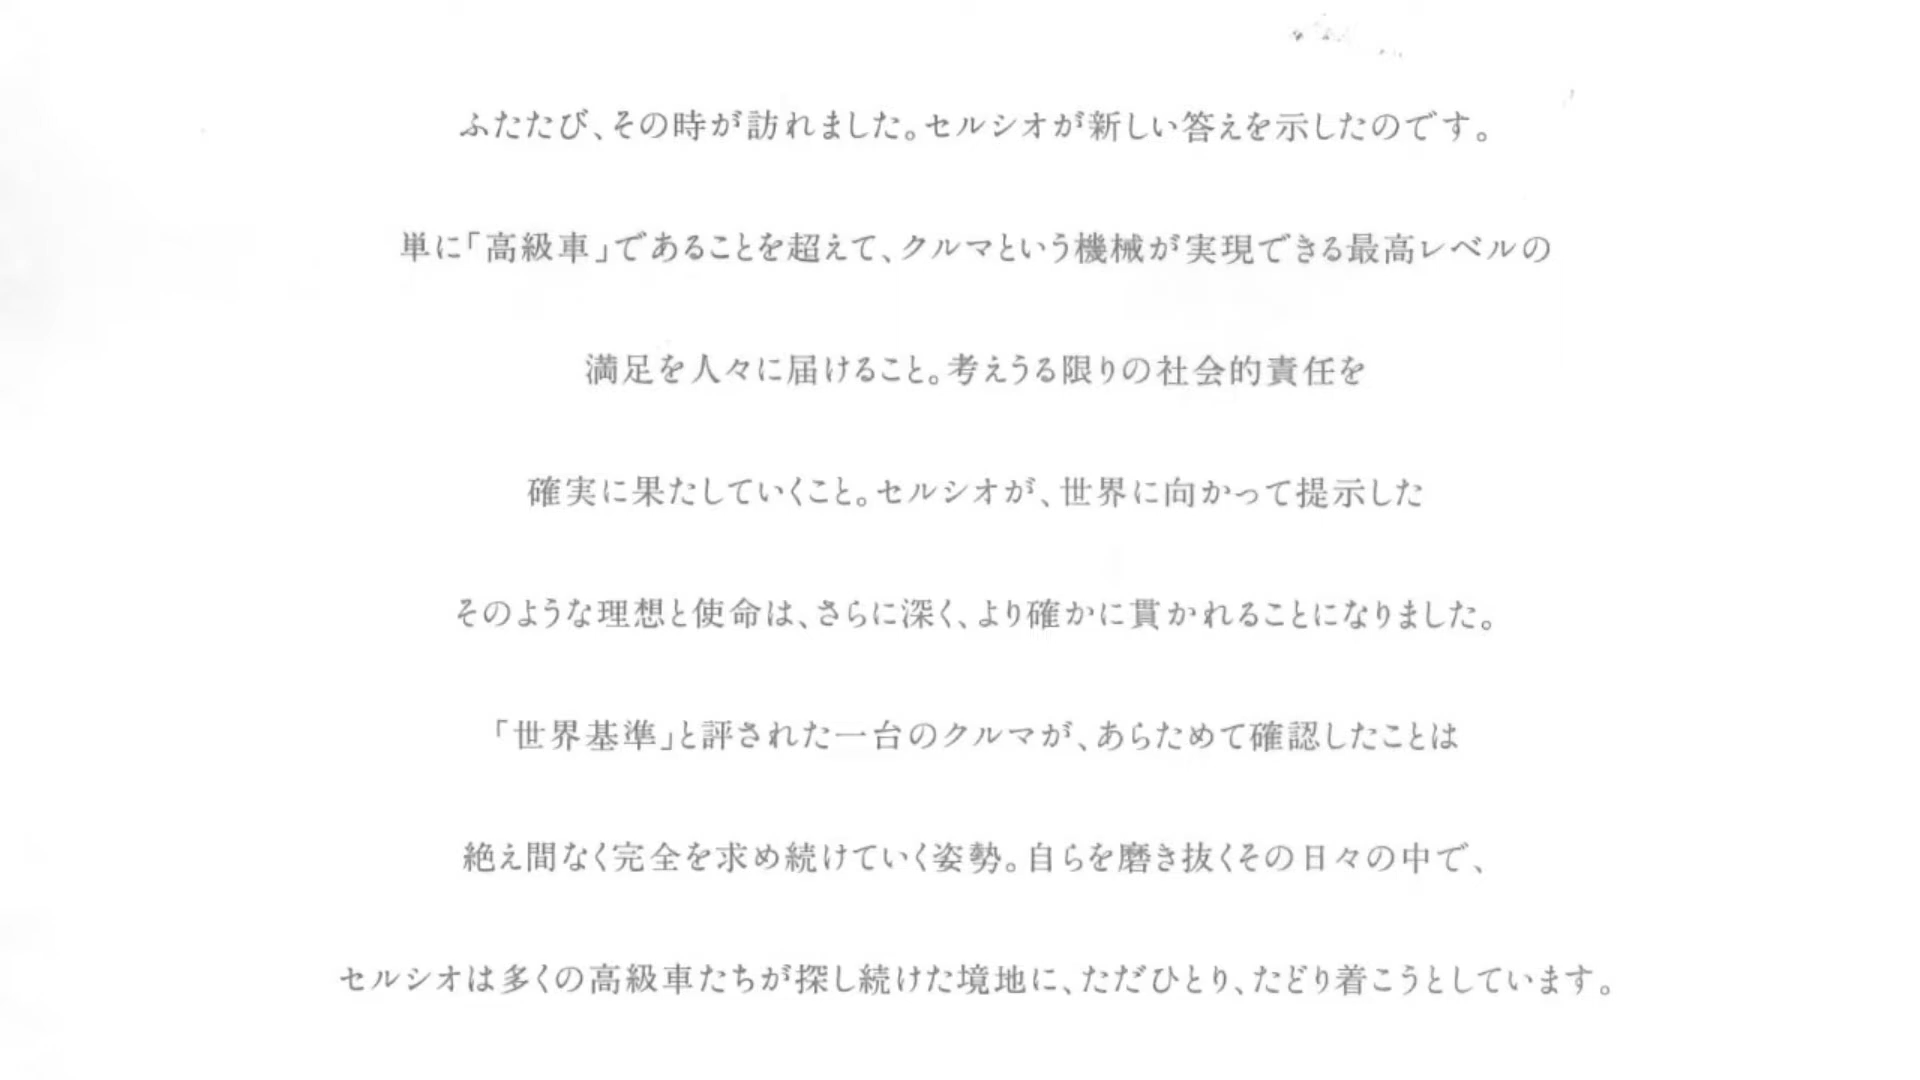 ふたたび、その時が訪れました。セルシオが新しい答えを示したのです。
単に「高級車」であることを超えて、クルマという機械が実現できる最高レベルの
満足を人々に届けること。考えうる限りの社会的責任を
確実に果たしていくこと。セルシオが、世界に向かって提示した
そのような理想と使命は、さらに深く、より確かに貫かれることになりました。
「世界基準」と評された一台のクルマが、あらためて確認したことは
絶え間なく完全を求め続けていく姿勢。自らを磨き抜くその日々の中で、
セルシオは多くの高級車たちが探し続けた境地に、ただひとり、たどり着こうとしています。